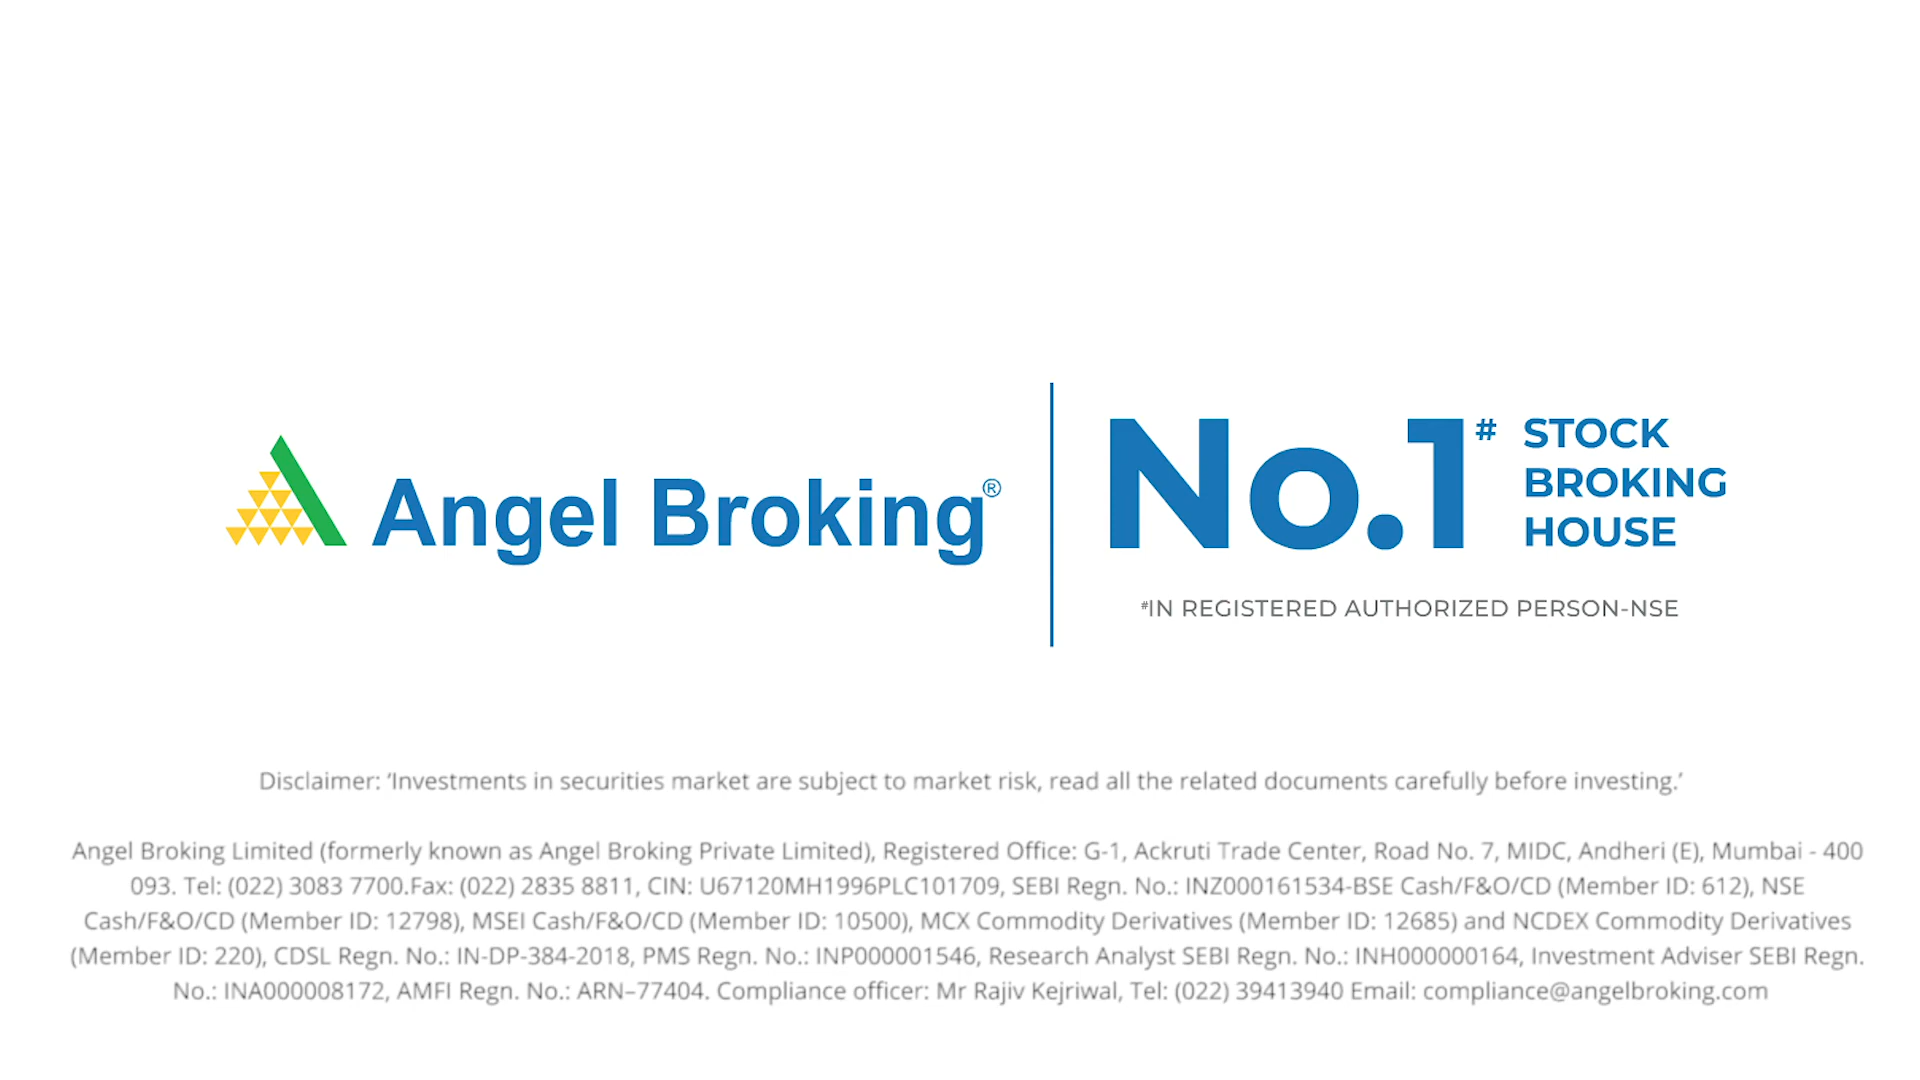 Angel Broking®
No.1# STOCK
BROKING
HOUSE
#IN REGISTERED AUTHORIZED PERSON-NSE
Disclaimer: ‘Investments in securities market are subject to market risk, read all the related documents carefully before investing.’
Angel Broking Limited (formerly known as Angel Broking Private Limited), Registered Office: G-1, Ackruti Trade Center, Road No. 7, MIDC, Andheri (E), Mumbai - 400
093. Tel: (022) 3083 7700.Fax: (022) 2835 8811, CIN: U67120MH1996PLC101709, SEBI Regn. No.: INZ000161534-BSE Cash/F&O/CD (Member ID: 612), NSE
Cash/F&O/CD (Member ID: 12798), MSEI Cash/F&O/CD (Member ID: 10500), MCX Commodity Derivatives (Member ID: 12685) and NCDEX Commodity Derivatives
(Member ID: 220), CDSL Regn. No.: IN-DP-384-2018, PMS Regn. No.: INP000001546, Research Analyst SEBI Regn. No.: INH000000164, Investment Adviser SEBI Regn.
No.: INA000008172, AMFI Regn. No.: ARN–77404. Compliance officer: Mr Rajiv Kejriwal, Tel: (022) 39413940 Email: compliance@angelbroking.com